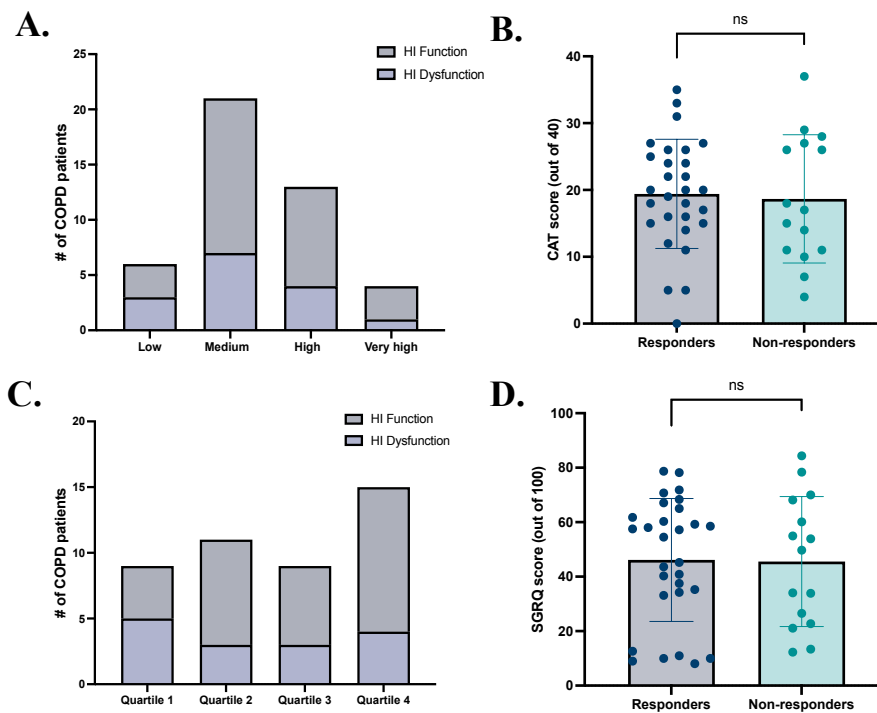 A.
HI Function
HI Dysfunction
# of COPD patients
25
20
15
10
5
0
Low Medium High Very high
B.
ns
CAT score (out of 40)
40
30
20
10
0
Responders Non-responders
C.
HI Function
HI Dysfunction
# of COPD patients
20
15
10
5
0
Quartile 1 Quartile 2 Quartile 3 Quartile 4
D.
ns
SGRQ score (out of 100)
100
80
60
40
20
0
Responders Non-responders